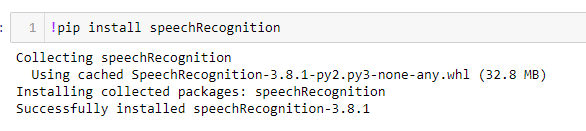 : 1 !pip install speechRecognition
Collecting speechRecognition
Using cached SpeechRecognition-3.8.1-py2.py3-none-any.whl (32.8 MB)
Installing collected packages: speechRecognition
Successfully installed speechRecognition-3.8.1